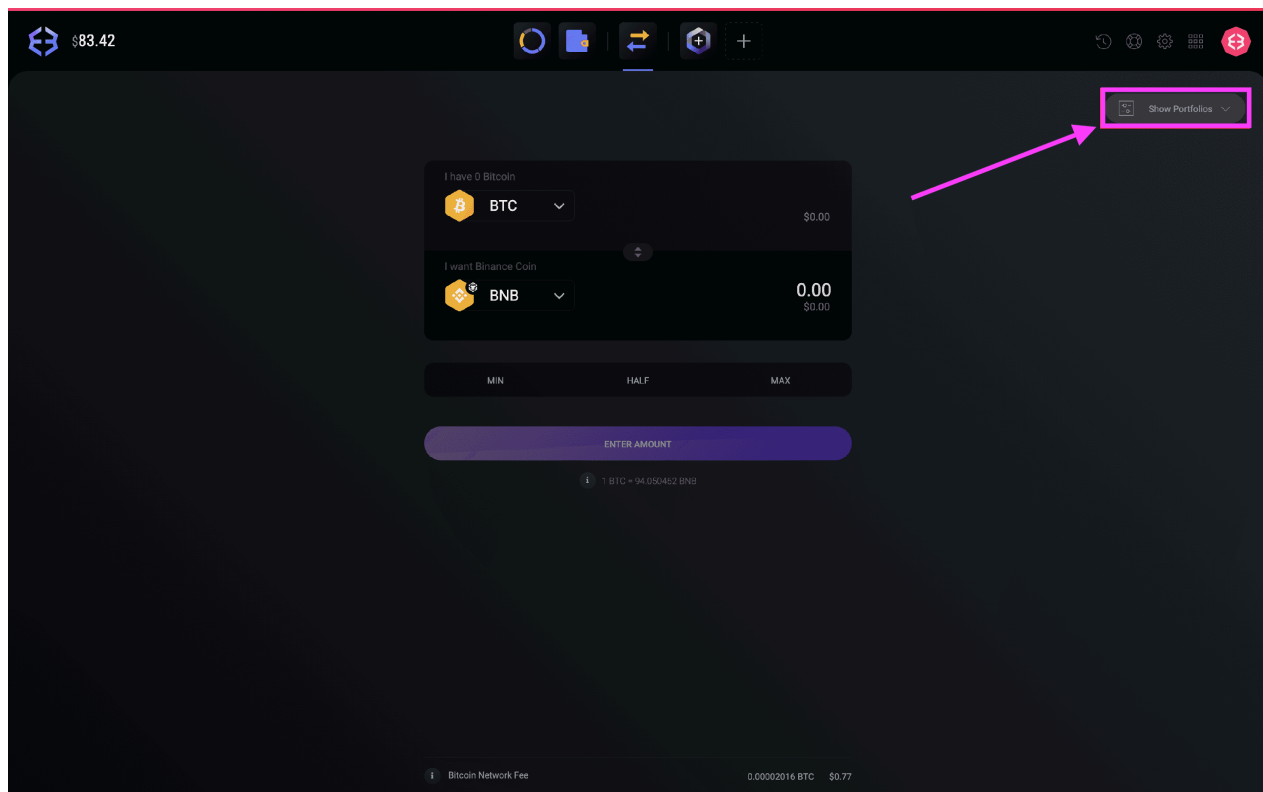 $83.42
Show Portfolios
I have 0 Bitcoin
BTC
$0.00
I want Binance Coin
BNB
0.00
$0.00
MIN HALF MAX
ENTER AMOUNT
1 BTC = 94.050452 BNB
Bitcoin Network Fee 0.00002016 BTC $0.77